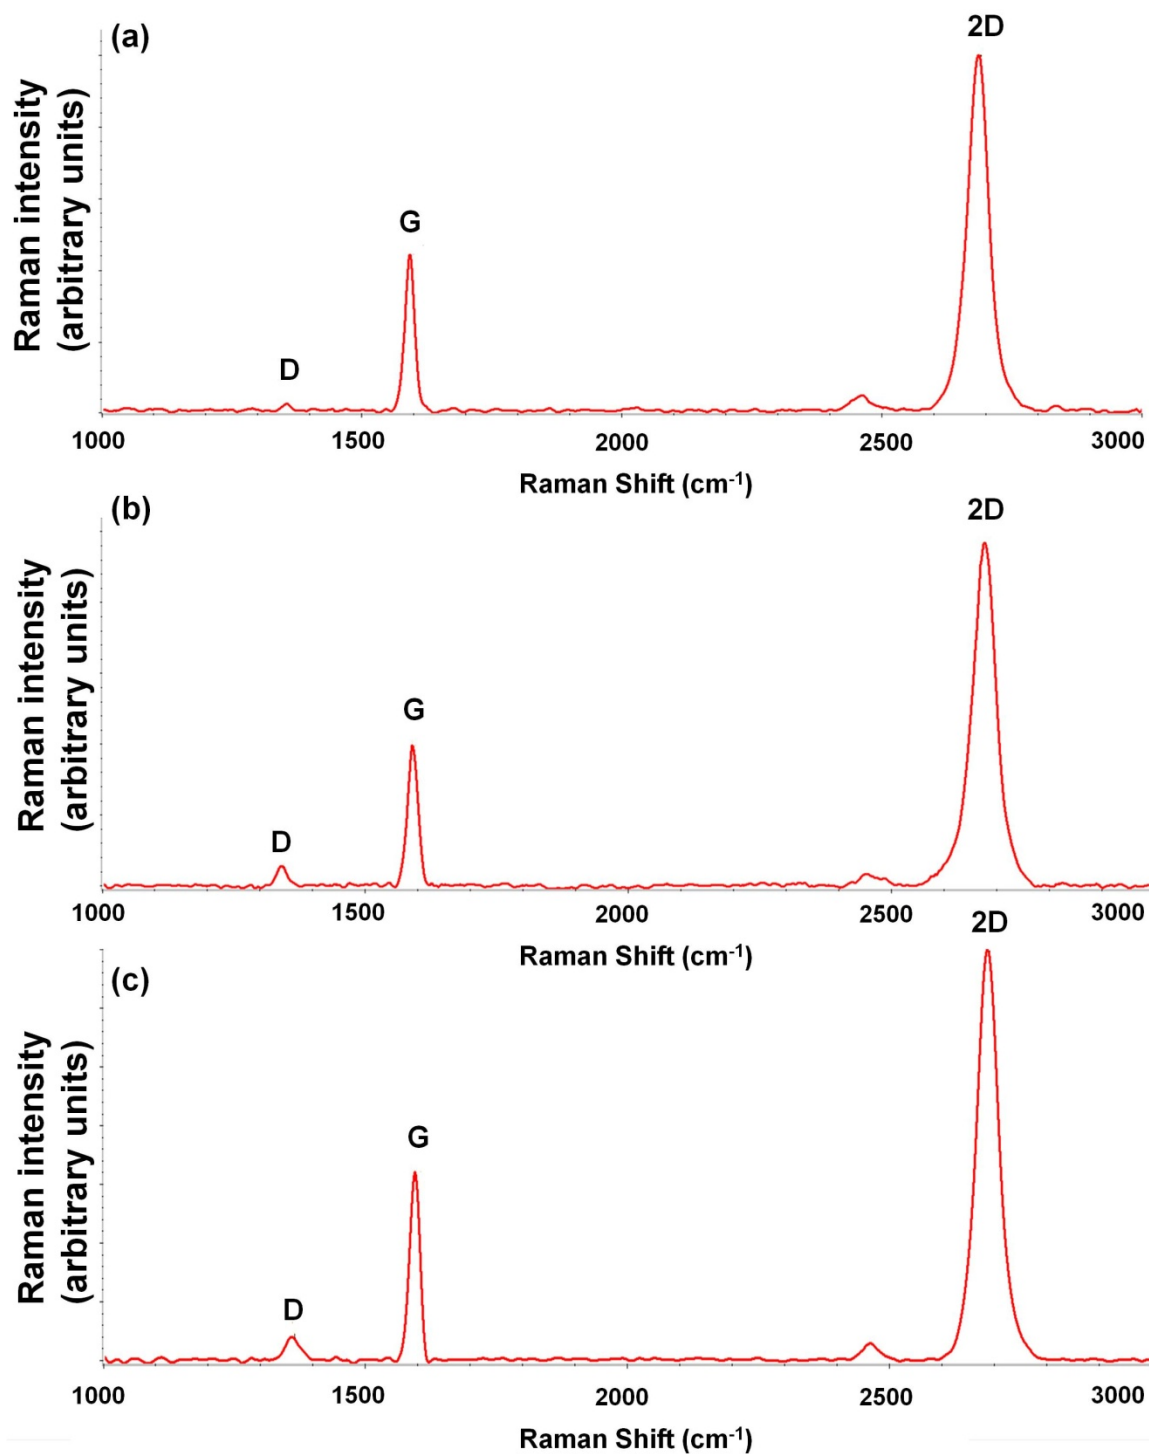 (a)
2D
G
D
Raman intensity
(arbitrary units)
1000 1500 2000 2500 3000
Raman Shift (cm-1)
(b)
2D
G
D
Raman intensity
(arbitrary units)
1000 1500 2000 2500 3000
Raman Shift (cm-1)
(c)
2D
G
D
Raman intensity
(arbitrary units)
1000 1500 2000 2500 3000
Raman Shift (cm-1)